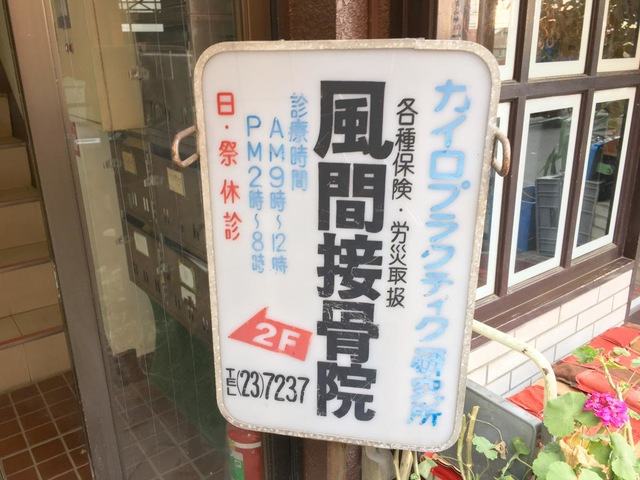 カイロプラクティク研究所
各種保険・労災取扱
風間接骨院
診療時間
AM9時～12時
PM2時～8時
日・祭休診
2F
TEL(23)7237